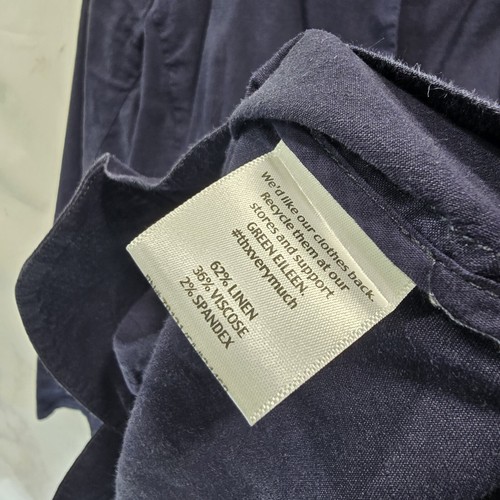 We'd like our clothes back.
Recycle them at our
stores and support
GREEN EILEEN
#thxverymuch
62% LINEN
36% VISCOSE
2% SPANDEX